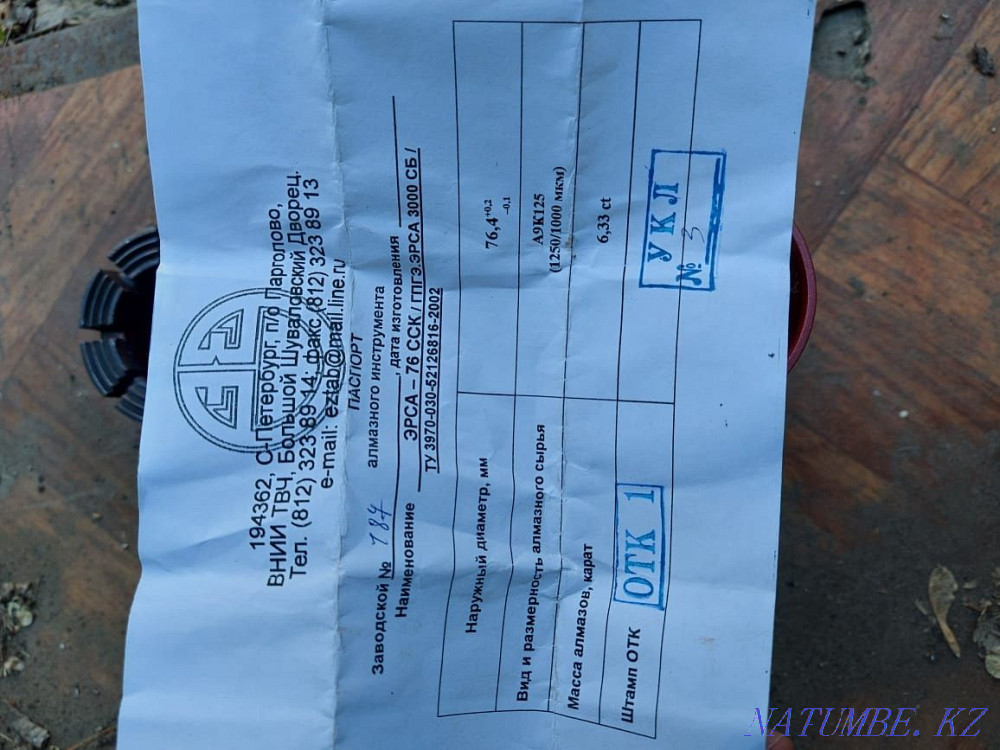 194362, С.-Петербург, п/о Парголово,
ВНИИ ТВЧ, Большой Шуваловский Дворец.
Тел. (812) 323-89-14; факс (812) 323 89 13
e-mail: eztab@mail.line.ru
ПАСПОРТ
алмазного инструмента
Заводской № 787, дата изготовления
Наименование ЭРСА – 76 ССК / ГПГЭ.ЭРСА 3000 СБ /
ТУ 3970-030-52126816-2002
Наружный диаметр, мм 76,4 +0,2 –0,1
Вид и размерность алмазного сырья А9К125
(1250/1000 мкм)
Масса алмазов, карат 6,33 ct
Штамп ОТК ОТК 1 УКЛ
№ 3
NATUMBE.KZ